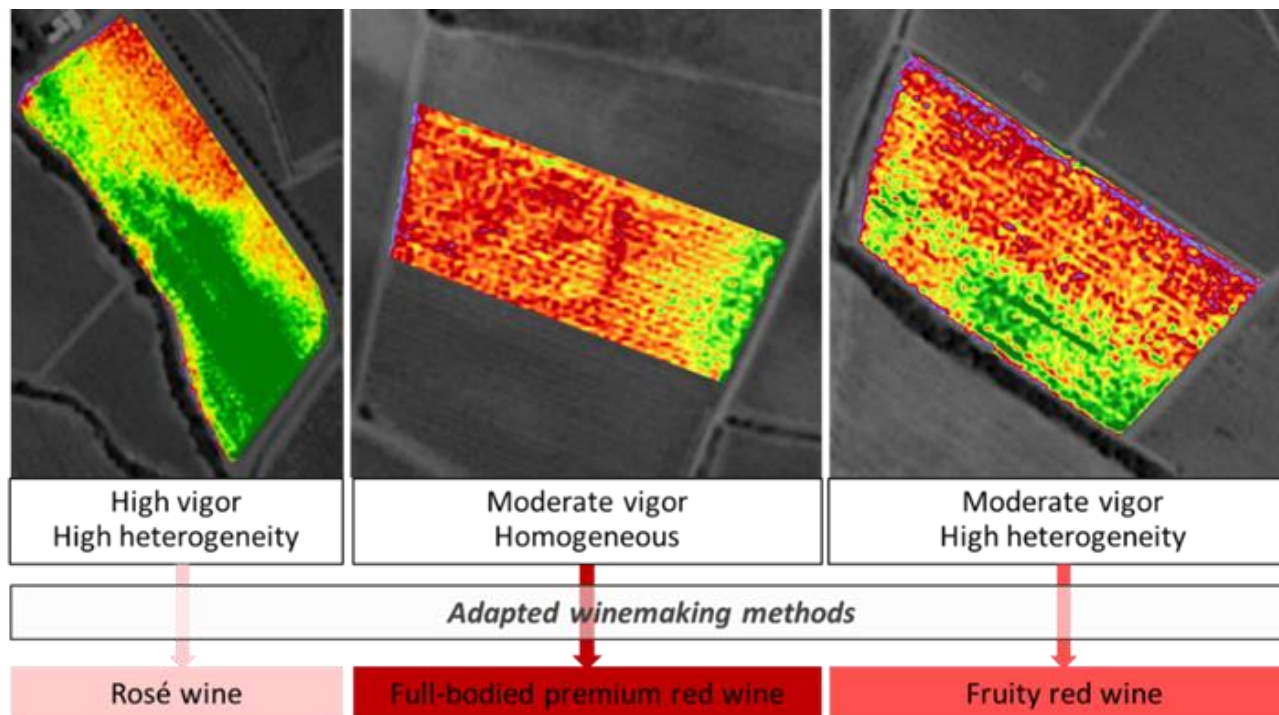 High vigor
High heterogeneity
Moderate vigor
Homogeneous
Moderate vigor
High heterogeneity
Adapted winemaking methods
Rosé wine
Full-bodied premium red wine
Fruity red wine